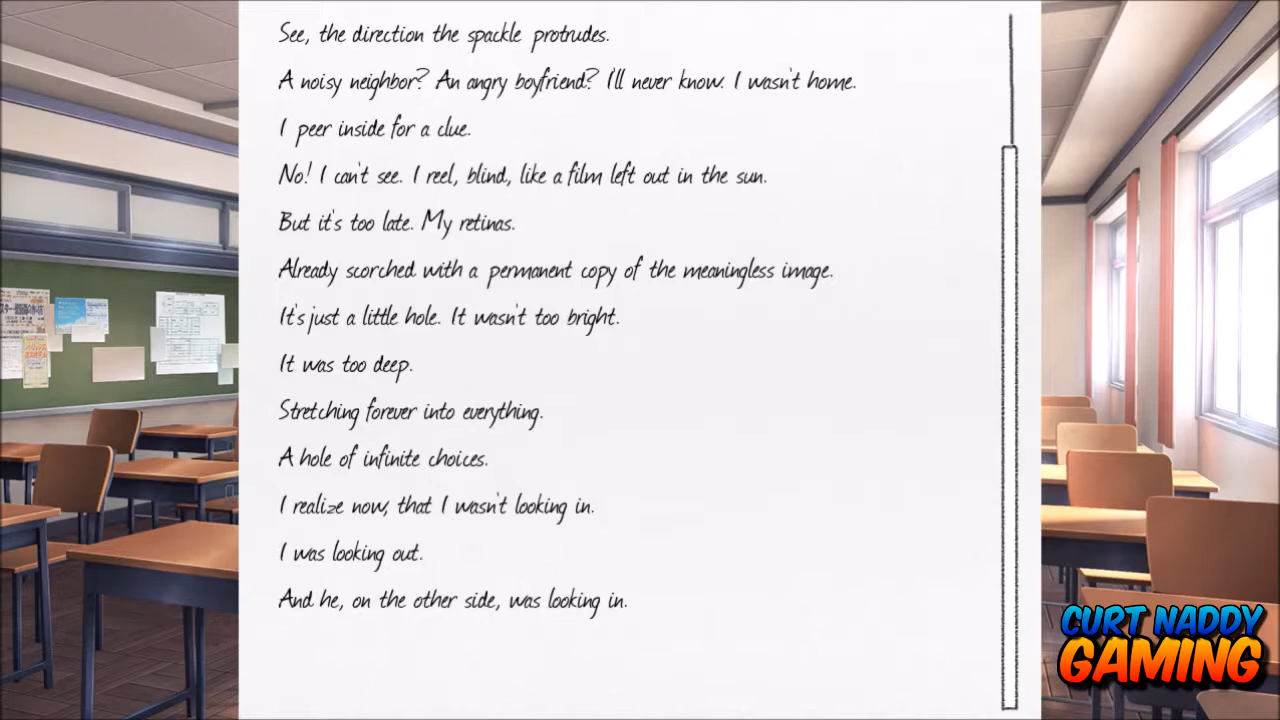 See, the direction the spackle protrudes.
A noisy neighbor? An angry boyfriend? I'll never know. I wasn't home.
I peer inside for a clue.
No! I can't see. I reel, blind, like a film left out in the sun.
But it's too late. My retinas.
Already scorched with a permanent copy of the meaningless image.
It's just a little hole. It wasn't too bright.
It was too deep.
Stretching forever into everything.
A hole of infinite choices.
I realize now, that I wasn't looking in.
I was looking out.
And he, on the other side, was looking in.
CURT NADDY
GAMING